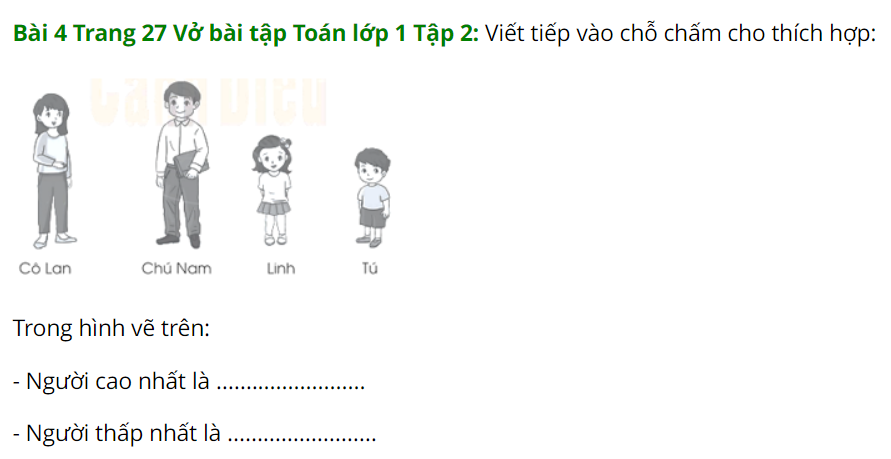 Bài 4 Trang 27 Vở bài tập Toán lớp 1 Tập 2: Viết tiếp vào chỗ chấm cho thích hợp:
Cô Lan Chú Nam Linh Tú
Trong hình vẽ trên:
- Người cao nhất là .........................
- Người thấp nhất là .........................